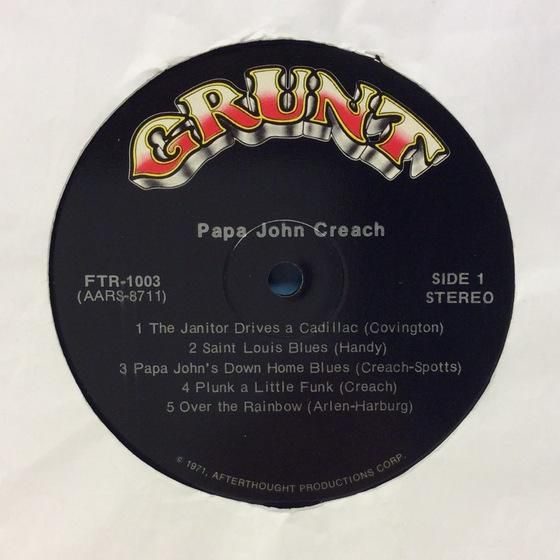 GRUNT
Papa John Creach
FTR-1003
(AARS-8711)
SIDE 1
STEREO
1 The Janitor Drives a Cadillac (Covington)
2 Saint Louis Blues (Handy)
3 Papa John's Down Home Blues (Creach-Spotts)
4 Plunk a Little Funk (Creach)
5 Over the Rainbow (Arlen-Harburg)
© 1971, AFTERTHOUGHT PRODUCTIONS CORP.